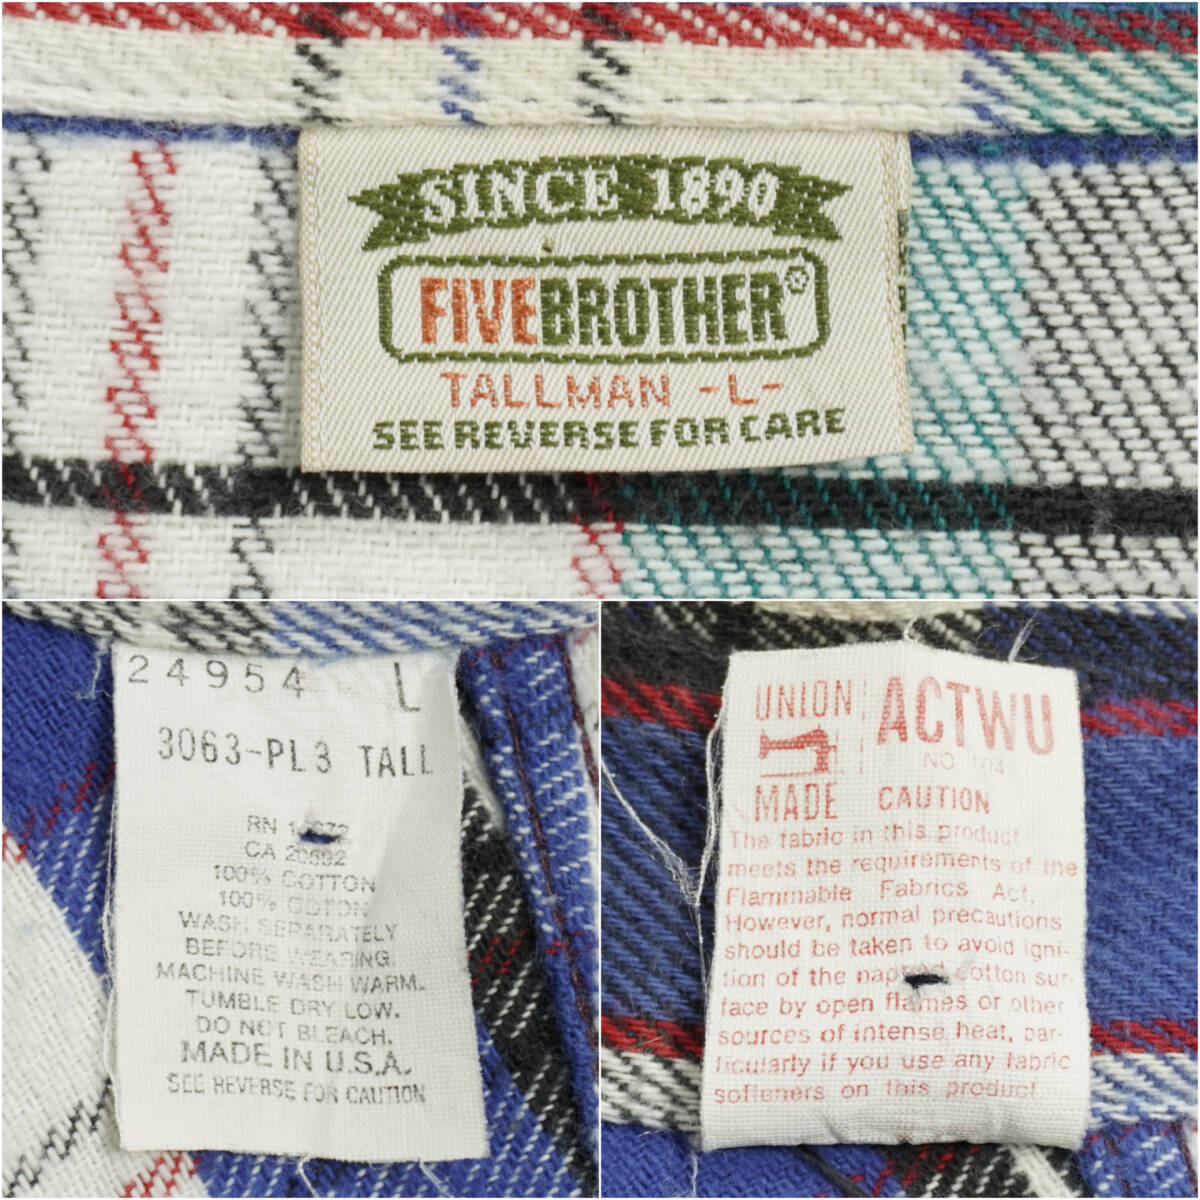 SINCE 1890
FIVEBROTHER®
TALLMAN -L-
SEE REVERSE FOR CARE
24954 L
3063-PL3 TALL
RN
CA 20692
100% COTTON
100% COTTON
WASH SEPARATELY
BEFORE WEARING.
MACHINE WASH WARM.
TUMBLE DRY LOW.
DO NOT BLEACH.
MADE IN U.S.A.
SEE REVERSE FOR CAUTION
UNION MADE
ACTWU
NO.
CAUTION
The fabric in this product
meets the requirements of the
Flammable Fabrics Act,
However, normal precautions
should be taken to avoid igni-
tion of the napped cotton sur-
face by open flames or other
sources of intense heat, par-
ticularly if you use any fabric
softeners on this product.